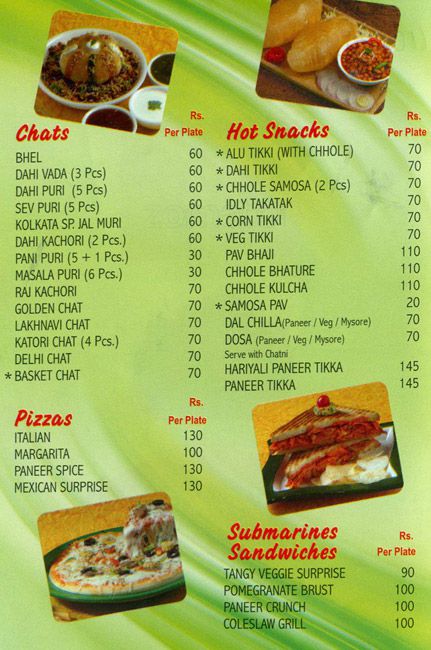 Chats
Rs.
Per Plate
BHEL 60
DAHI VADA (3 Pcs) 60
DAHI PURI (5 Pcs) 60
SEV PURI (5 Pcs) 60
KOLKATA SP. JAL MURI 60
DAHI KACHORI (2 Pcs.) 60
PANI PURI (5 + 1 Pcs.) 30
MASALA PURI (6 Pcs.) 30
RAJ KACHORI 70
GOLDEN CHAT 70
LAKHNAVI CHAT 70
KATORI CHAT (4 Pcs.) 70
DELHI CHAT 70
* BASKET CHAT 70
Pizzas
Rs.
Per Plate
ITALIAN 130
MARGARITA 100
PANEER SPICE 130
MEXICAN SURPRISE 130
Hot Snacks
Rs.
Per Plate
* ALU TIKKI (WITH CHHOLE) 70
* DAHI TIKKI 70
* CHHOLE SAMOSA (2 Pcs) 70
IDLY TAKATAK 70
* CORN TIKKI 70
* VEG TIKKI 70
PAV BHAJI 110
CHHOLE BHATURE 110
CHHOLE KULCHA 110
* SAMOSA PAV 20
DAL CHILLA (Paneer / Veg / Mysore) 70
DOSA (Paneer / Veg / Mysore) 70
Serve with Chatni
HARIYALI PANEER TIKKA 145
PANEER TIKKA 145
Submarines
Sandwiches
Rs.
Per Plate
TANGY VEGGIE SURPRISE 90
POMEGRANATE BRUST 100
PANEER CRUNCH 100
COLESLAW GRILL 100